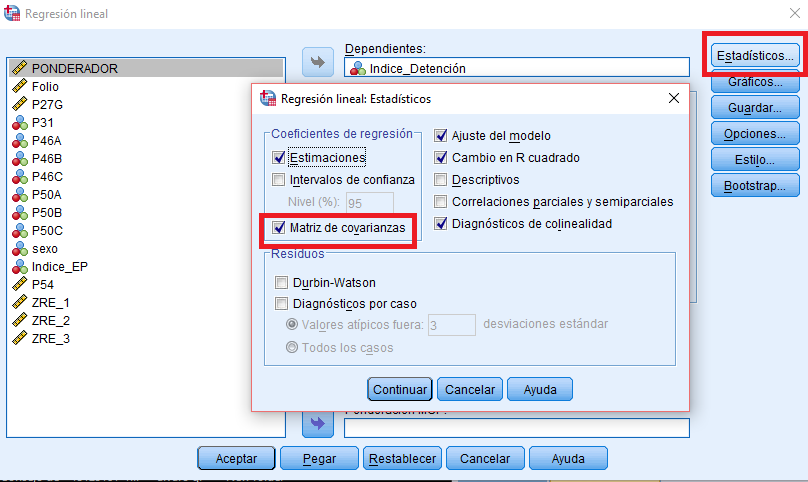 Regresión lineal
Dependientes:
Indice_Detención
PONDERADOR
Folio
P27G
P31
P46A
P46B
P46C
P50A
P50B
P50C
sexo
Indice_EP
P54
ZRE_1
ZRE_2
ZRE_3
Estadísticos...
Gráficos...
Guardar...
Opciones...
Estilo...
Bootstrap...
Regresión lineal: Estadísticos
Coeficientes de regresión
Estimaciones
Intervalos de confianza
Nivel (%): 95
Matriz de covarianzas
Ajuste del modelo
Cambio en R cuadrado
Descriptivos
Correlaciones parciales y semiparciales
Diagnósticos de colinealidad
Residuos
Durbin-Watson
Diagnósticos por caso
Valores atípicos fuera: 3 desviaciones estándar
Todos los casos
Continuar Cancelar Ayuda
Aceptar Pegar Restablecer Cancelar Ayuda